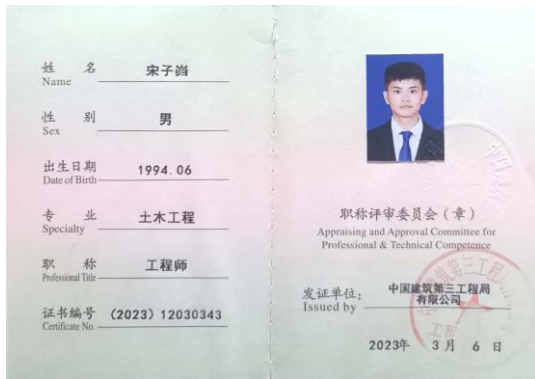 姓 名 宋子嵱
Name
性 别 男
Sex
出生日期 1994.06
Date of Birth
专 业 土木工程
Specialty
职 称 工程师
Professional Title
证书编号 (2023) 12030343
Certificate No.
职称评审委员会（章）
Appraising and Approval Committee for
Professional & Technical Competence
发证单位： 中国建筑第三工程局
有限公司
Issued by
2023年 3月 6日